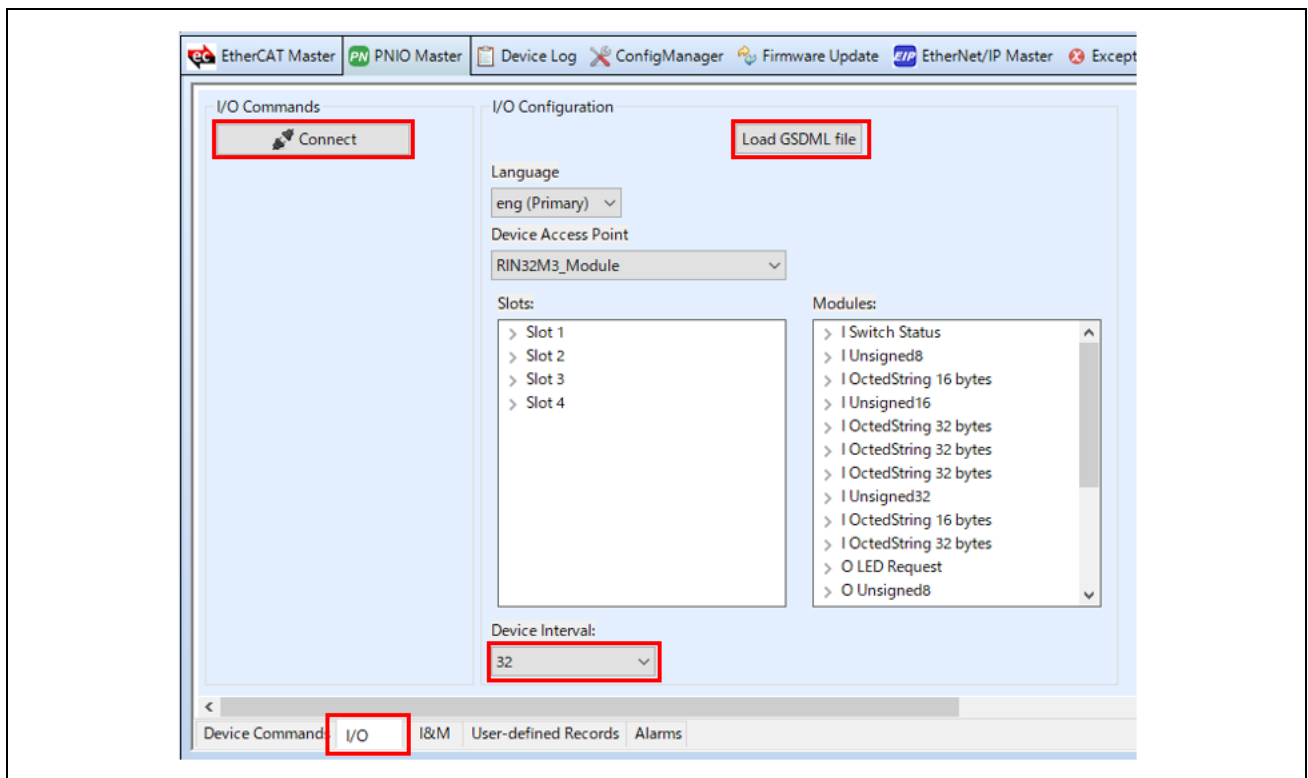 EtherCAT Master PN PNIO Master Device Log ConfigManager Firmware Update EIP EtherNet/IP Master Except
I/O Commands
Connect
I/O Configuration
Load GSDML file
Language
eng (Primary)
Device Access Point
RIN32M3_Module
Slots:
Slot 1
Slot 2
Slot 3
Slot 4
Modules:
I Switch Status
I Unsigned8
I OctedString 16 bytes
I Unsigned16
I OctedString 32 bytes
I OctedString 32 bytes
I OctedString 32 bytes
I Unsigned32
I OctedString 16 bytes
I OctedString 32 bytes
O LED Request
O Unsigned8
Device Interval:
32
Device Commands I/O I&M User-defined Records Alarms